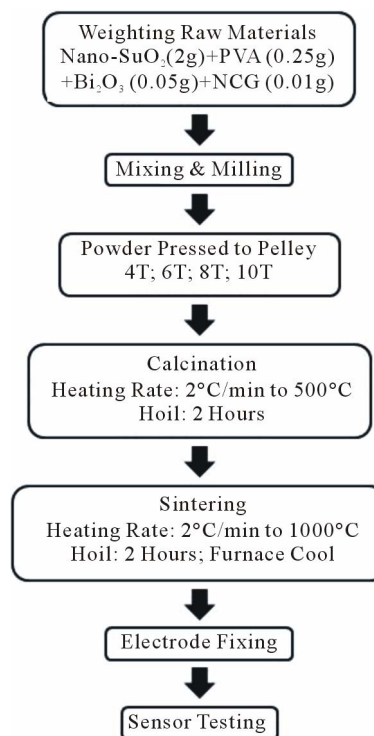 Weighting Raw Materials
Nano-SuO₂(2g)+PVA (0.25g)
+Bi₂O₃ (0.05g)+NCG (0.01g)
Mixing & Milling
Powder Pressed to Pelley
4T; 6T; 8T; 10T
Calcination
Heating Rate: 2°C/min to 500°C
Hoil: 2 Hours
Sintering
Heating Rate: 2°C/min to 1000°C
Hoil: 2 Hours; Furnace Cool
Electrode Fixing
Sensor Testing